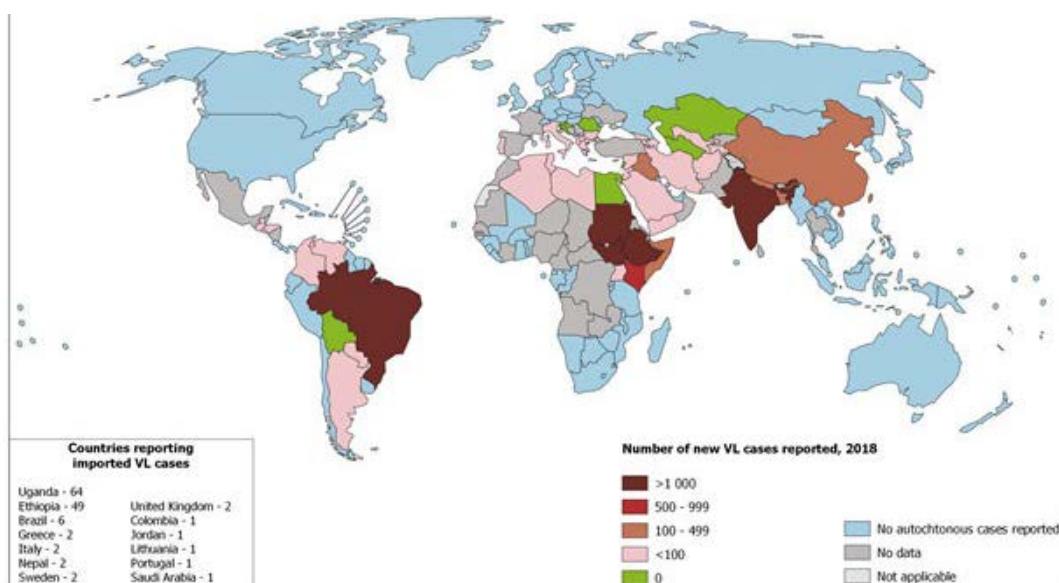 Countries reporting
imported VL cases
Uganda - 64
Ethiopia - 49
Brazil - 6
Greece - 2
Italy - 2
Nepal - 2
Sweden - 2
United Kingdom - 2
Colombia - 1
Jordan - 1
Lithuania - 1
Portugal - 1
Saudi Arabia - 1
Number of new VL cases reported, 2018
>1 000
500 - 999
100 - 499
<100
0
No autochtonous cases reported
No data
Not applicable